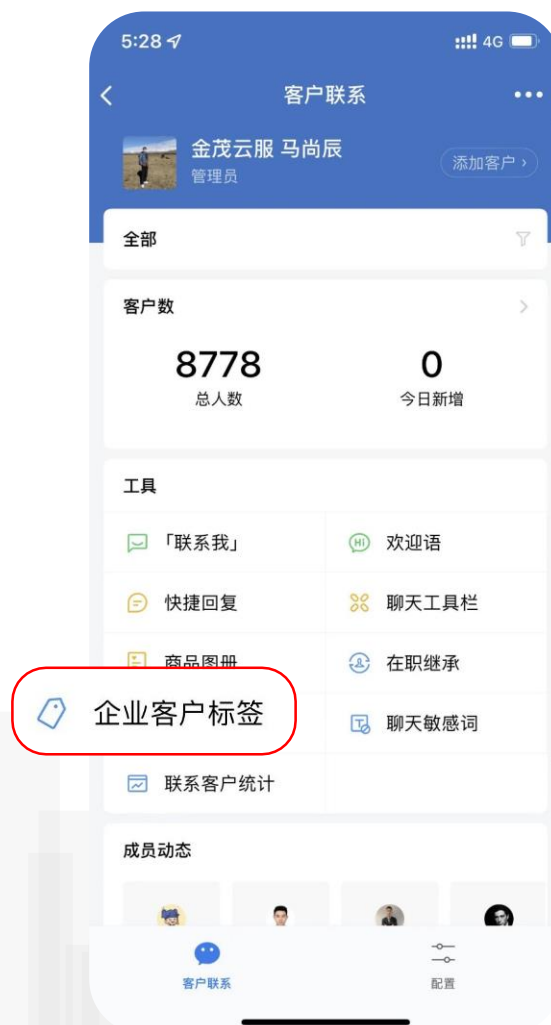 5:28
4G
客户联系
金茂云服 马尚辰
管理员
添加客户
全部
客户数
8778
0
总人数
今日新增
工具
「联系我」
Hi
欢迎语
快捷回复
聊天工具栏
商品图册
在职继承
企业客户标签
聊天敏感词
联系客户统计
成员动态
客户联系
配置